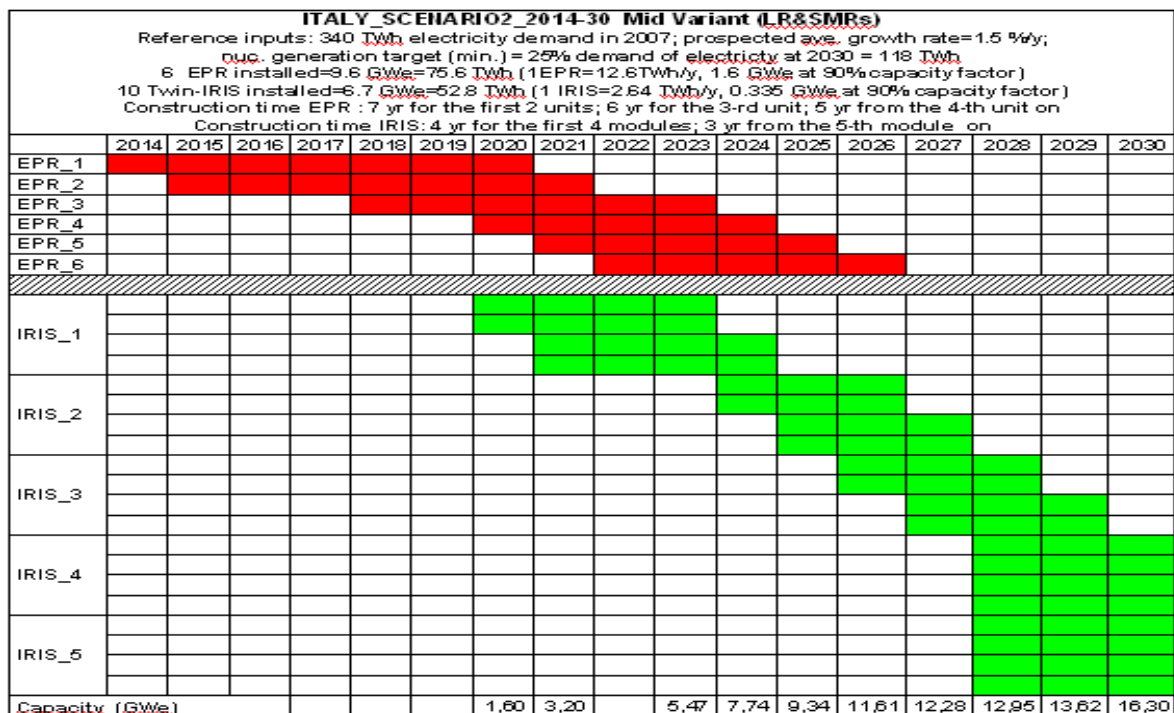 ITALY_SCENARIO2_2014-30 Mid Variant (LR&SMRs)
Reference inputs: 340 TWh electricity demand in 2007; prospected ave. growth rate=1.5 %/y;
nuc. generation target (min.) = 25% demand of electricty at 2030 = 118 TWh
6 EPR installed=9.6 GWe=75.6 TWh (1EPR=12.6TWh/y, 1.6 GWe at 90% capacity factor)
10 Twin-IRIS installed=6.7 GWe=52.8 TWh (1 IRIS=2.64 TWh/y, 0.335 GWe at 90% capacity factor)
Construction time EPR : 7 yr for the first 2 units; 6 yr for the 3-rd unit; 5 yr from the 4-th unit on
Construction time IRIS: 4 yr for the first 4 modules; 3 yr from the 5-th module on
2014 2015 2016 2017 2018 2019 2020 2021 2022 2023 2024 2025 2026 2027 2028 2029 2030
EPR_1
EPR_2
EPR_3
EPR_4
EPR_5
EPR_6
IRIS_1
IRIS_2
IRIS_3
IRIS_4
IRIS_5
Capacity (GWe) 1,60 3,20 5,47 7,74 9,34 11,61 12,28 12,95 13,62 16,30